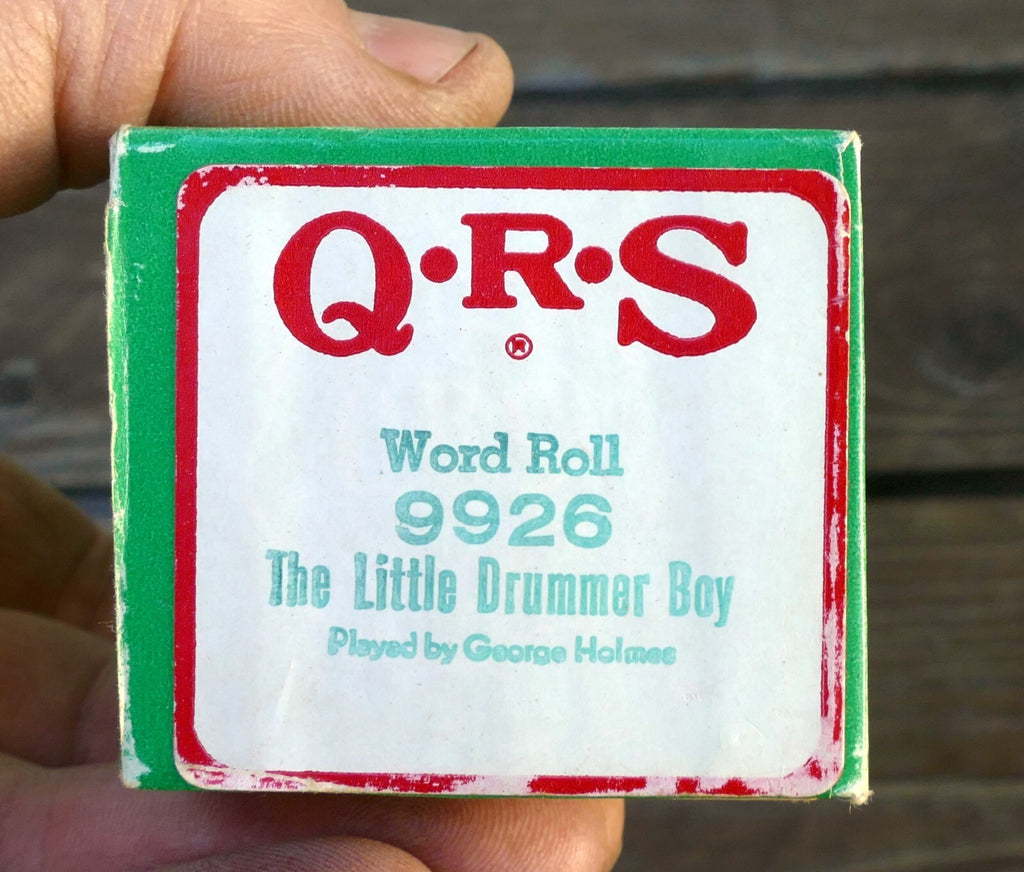 Q·R·S
®
Word Roll
9926
The Little Drummer Boy
Played by George Holmes